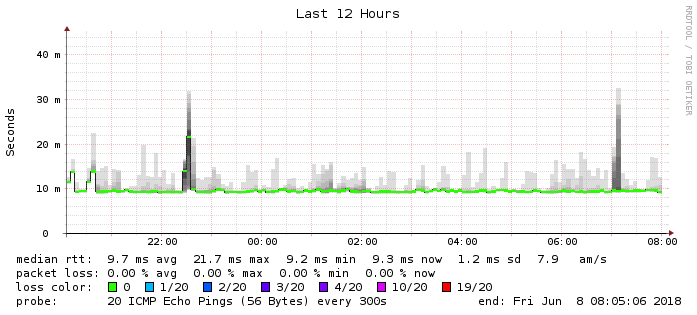 Last 12 Hours
RRDTOOL / TOBI OETIKER
Seconds
40 m
30 m
20 m
10 m
0
22:00 00:00 02:00 04:00 06:00 08:00
median rtt: 9.7 ms avg 21.7 ms max 9.2 ms min 9.3 ms now 1.2 ms sd 7.9 am/s
packet loss: 0.00 % avg 0.00 % max 0.00 % min 0.00 % now
loss color: 0 1/20 2/20 3/20 4/20 10/20 19/20
probe: 20 ICMP Echo Pings (56 Bytes) every 300s end: Fri Jun 8 08:05:06 2018